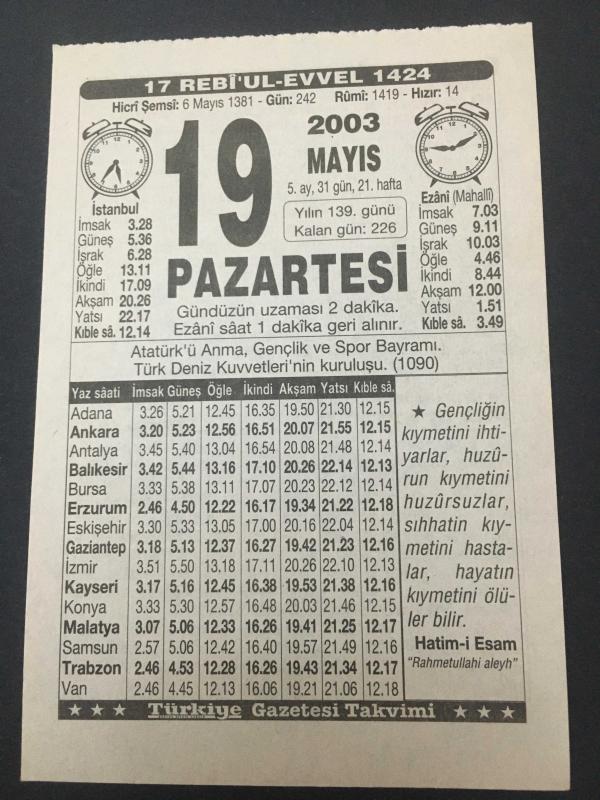 17 REBÎ'UL-EVVEL 1424
Hicrî Şemsî: 6 Mayıs 1381 - Gün: 242 Rûmî: 1419 - Hızır: 14
19
2003
MAYIS
5. ay, 31 gün, 21. hafta
Yılın 139. günü
Kalan gün: 226
PAZARTESİ
İstanbul
İmsak 3.28
Güneş 5.36
İşrak 6.28
Öğle 13.11
İkindi 17.09
Akşam 20.26
Yatsı 22.17
Kıble sâ. 12.14
Ezânî (Mahallî)
İmsak 7.03
Güneş 9.11
İşrak 10.03
Öğle 4.46
İkindi 8.44
Akşam 12.00
Yatsı 1.51
Kıble sâ. 3.49
Gündüzün uzaması 2 dakîka.
Ezânî sâat 1 dakîka geri alınır.
Atatürk'ü Anma, Gençlik ve Spor Bayramı.
Türk Deniz Kuvvetleri'nin kuruluşu. (1090)
Yaz sâati İmsak Güneş Öğle İkindi Akşam Yatsı Kıble sâ.
Adana 3.26 5.21 12.45 16.35 19.50 21.30 12.15
Ankara 3.20 5.23 12.56 16.51 20.07 21.55 12.15
Antalya 3.45 5.40 13.04 16.54 20.08 21.48 12.14
Balıkesir 3.42 5.44 13.16 17.10 20.26 22.14 12.13
Bursa 3.33 5.38 13.11 17.07 20.23 22.12 12.14
Erzurum 2.46 4.50 12.22 16.17 19.34 21.22 12.18
Eskişehir 3.30 5.33 13.05 17.00 20.16 22.04 12.14
Gaziantep 3.18 5.13 12.37 16.27 19.42 21.23 12.16
İzmir 3.51 5.50 13.18 17.11 20.26 22.10 12.13
Kayseri 3.17 5.16 12.45 16.38 19.53 21.38 12.16
Konya 3.33 5.30 12.57 16.48 20.03 21.46 12.15
Malatya 3.07 5.06 12.33 16.26 19.41 21.25 12.17
Samsun 2.57 5.06 12.42 16.40 19.57 21.49 12.16
Trabzon 2.46 4.53 12.28 16.26 19.43 21.34 12.17
Van 2.46 4.45 12.13 16.06 19.21 21.06 12.18
★ Gençliğin
kıymetini ihti-
yarlar, huzû-
run kıymetini
huzûrsuzlar,
sıhhatin kıy-
metini hasta-
lar, hayatın
kıymetini ölü-
ler bilir.
Hatim-i Esam
"Rahmetullahi aleyh"
★ ★ ★ Türkiye Gazetesi Takvimi ★ ★ ★